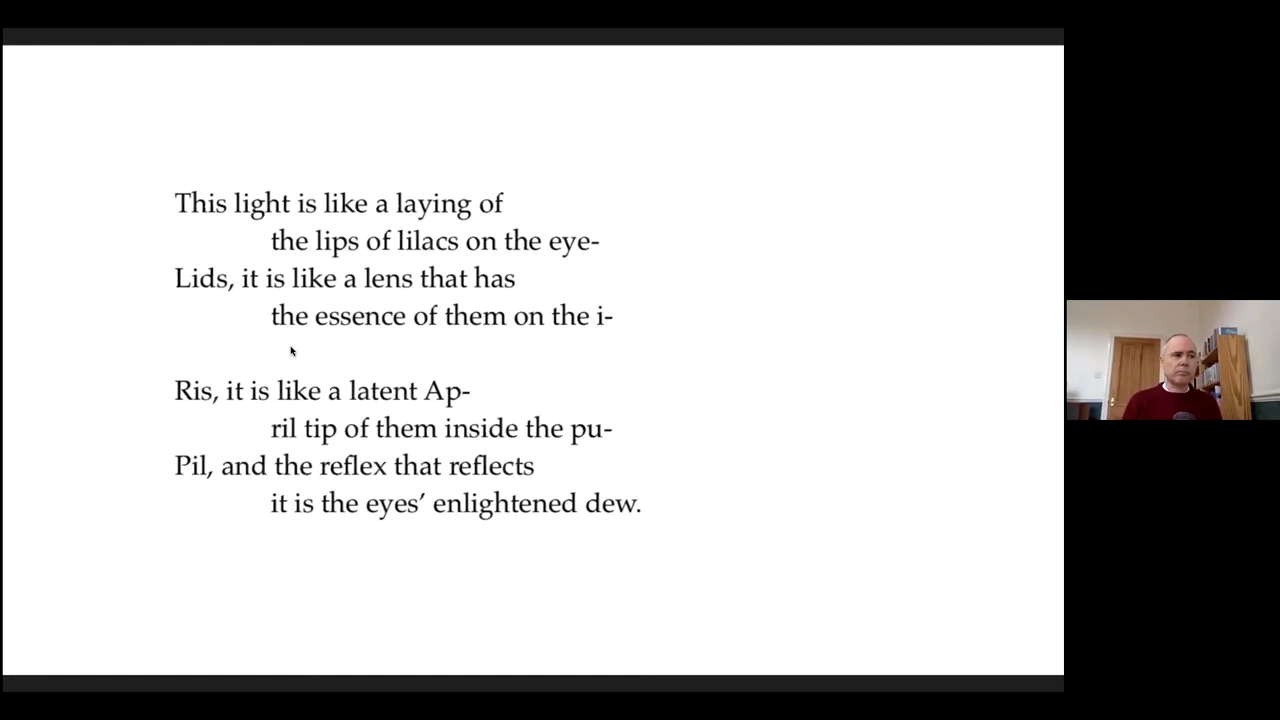 This light is like a laying of
the lips of lilacs on the eye-
Lids, it is like a lens that has
the essence of them on the i-
Ris, it is like a latent Ap-
ril tip of them inside the pu-
Pil, and the reflex that reflects
it is the eyes’ enlightened dew.